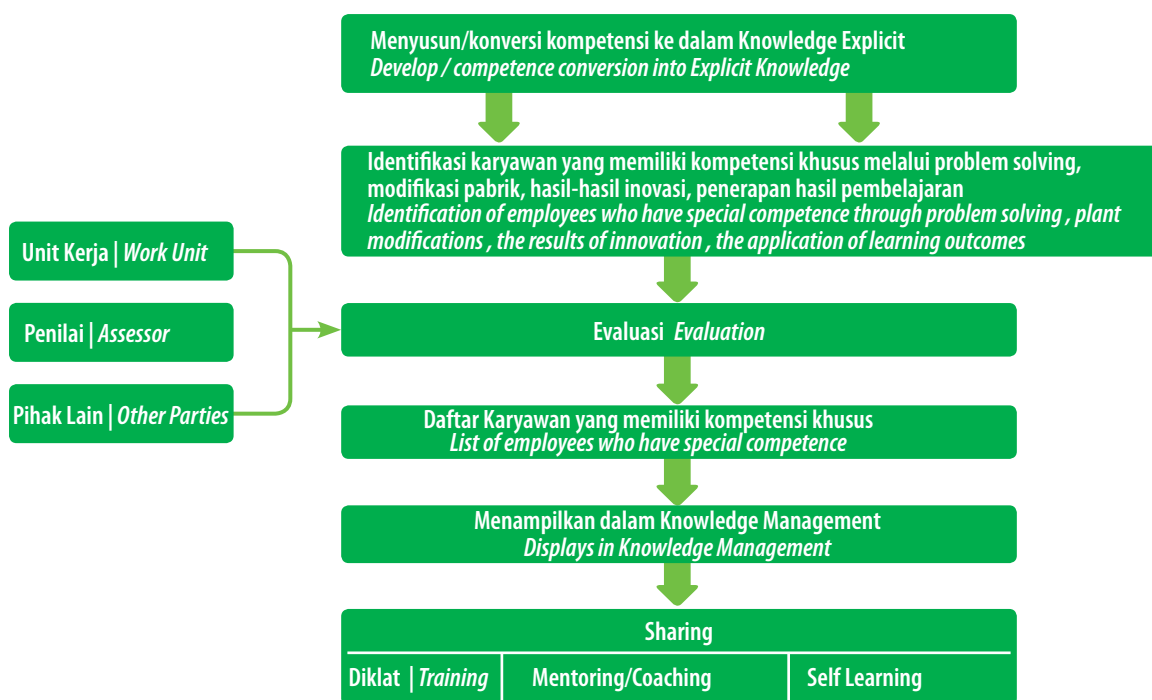 Menyusun/konversi kompetensi ke dalam Knowledge Explicit
Develop / competence conversion into Explicit Knowledge
Identifikasi karyawan yang memiliki kompetensi khusus melalui problem solving,
modifikasi pabrik, hasil-hasil inovasi, penerapan hasil pembelajaran
Identification of employees who have special competence through problem solving , plant
modifications , the results of innovation , the application of learning outcomes
Unit Kerja | Work Unit
Penilai | Assessor
Pihak Lain | Other Parties
Evaluasi Evaluation
Daftar Karyawan yang memiliki kompetensi khusus
List of employees who have special competence
Menampilkan dalam Knowledge Management
Displays in Knowledge Management
Sharing
Diklat | Training
Mentoring/Coaching
Self Learning